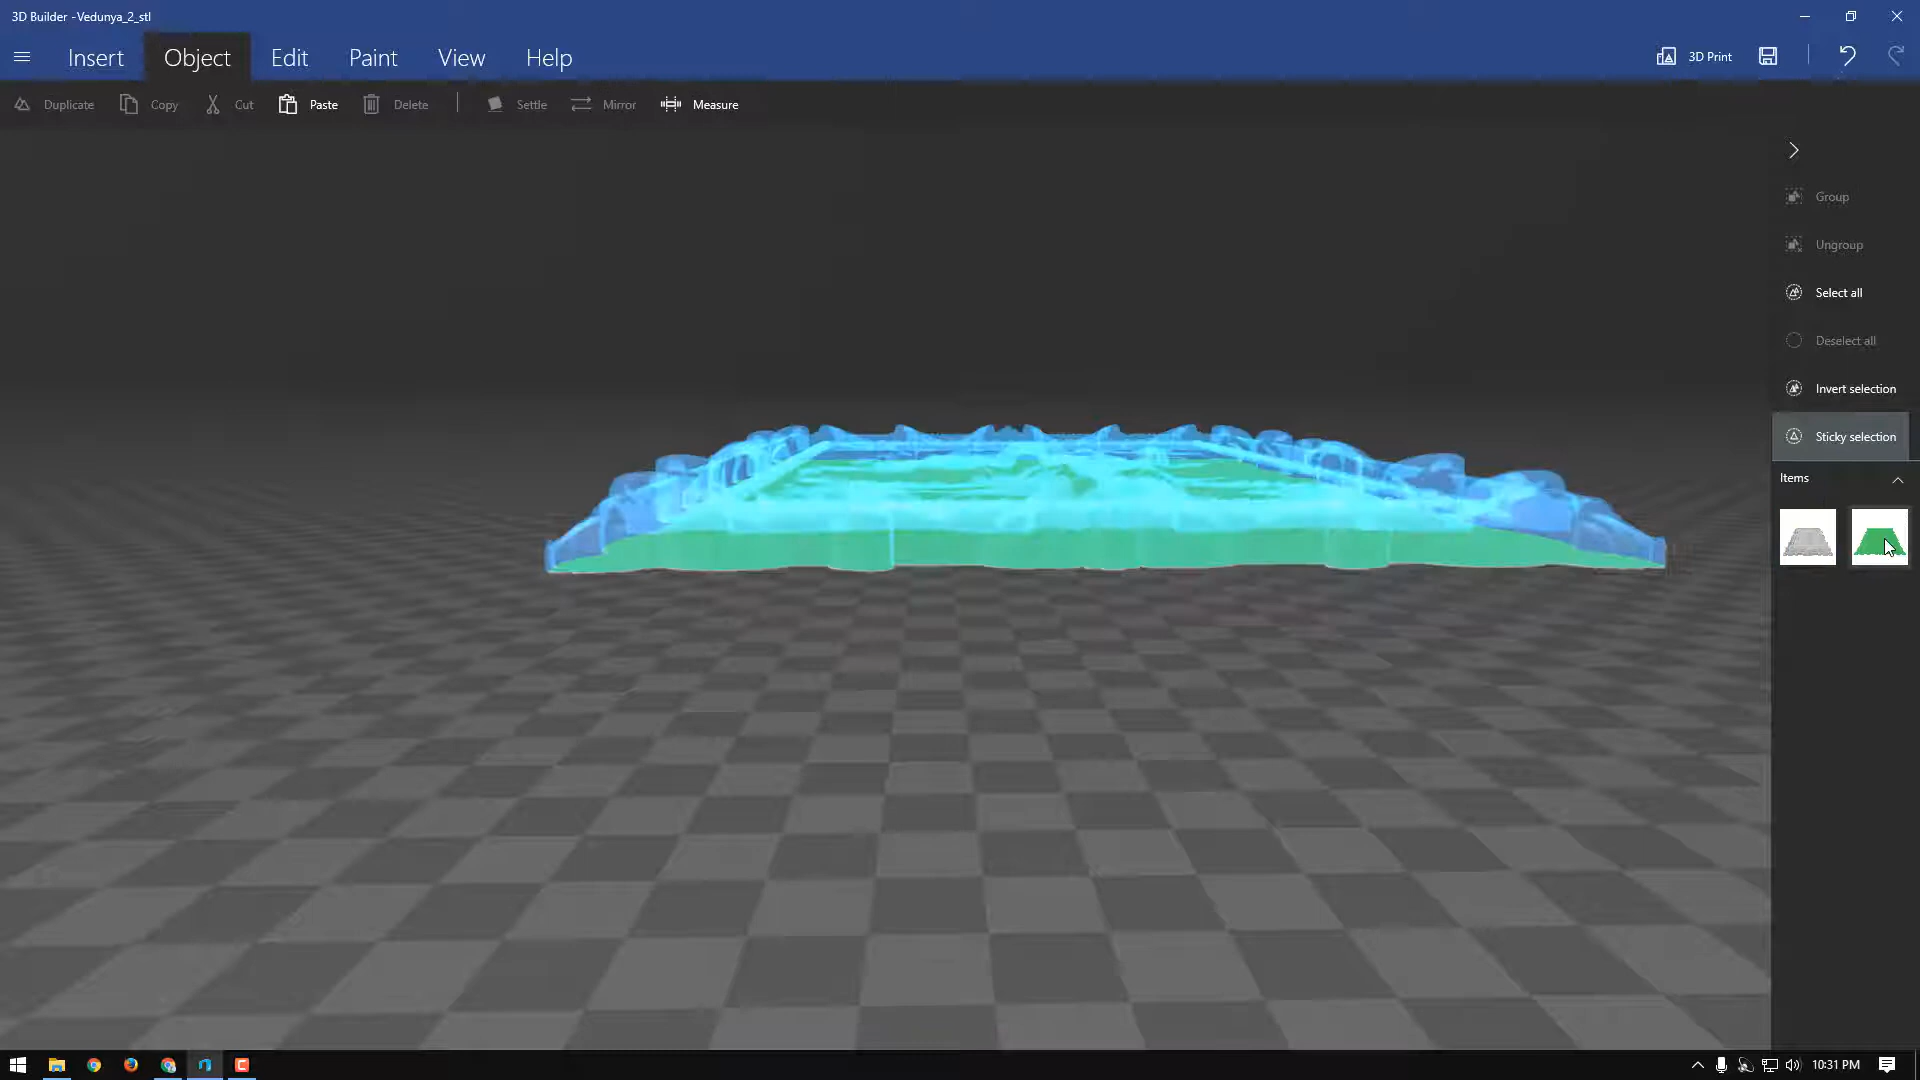 3D Builder -Vedunya_2_stl
Insert Object Edit Paint View Help 3D Print
Duplicate Copy Cut Paste Delete Settle Mirror Measure
Group
Ungroup
Select all
Deselect all
Invert selection
Sticky selection
Items
10:31 PM